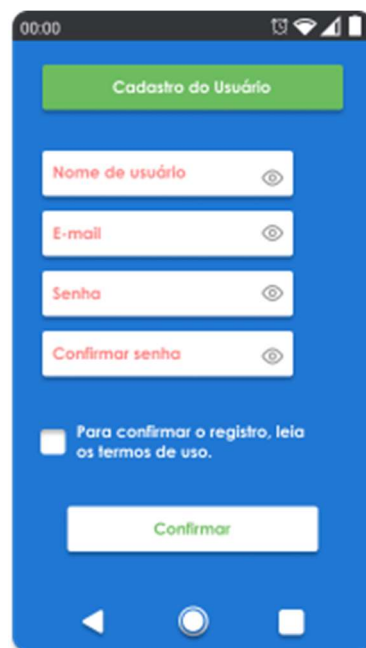 00:00
Cadastro do Usuário
Nome de usuário
E-mail
Senha
Confirmar senha
Para confirmar o registro, leia
os termos de uso.
Confirmar